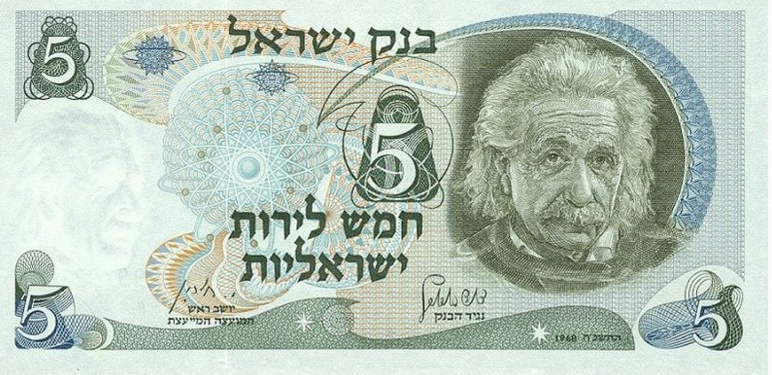 5
בנק ישראל
5
חמש לירות
ישראליות
יושב ראש
המועצה המייעצת
נגיד הבנק
5
1968 התשכ"ח
5